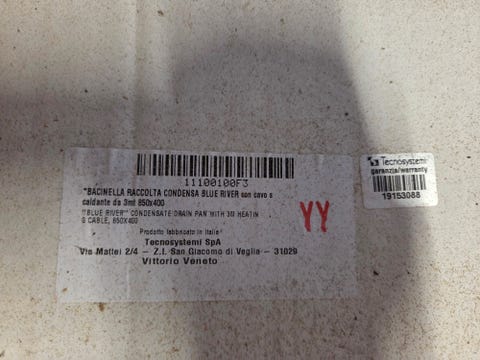 11100100F3
"BACINELLA RACCOLTA CONDENSA BLUE RIVER con cavo s
caldante da 3mt 850x400
"BLUE RIVER" CONDENSATE DRAIN PAN WITH 3M HEATIN
G CABLE, 850X400
Prodotto fabbricato in Italia
Tecnosystemi SpA
Via Mattei 2/4 - Z.I. San Giacomo di Veglia - 31029
Vittorio Veneto
YY
Tecnosystemi
garanzia/warranty
19153088